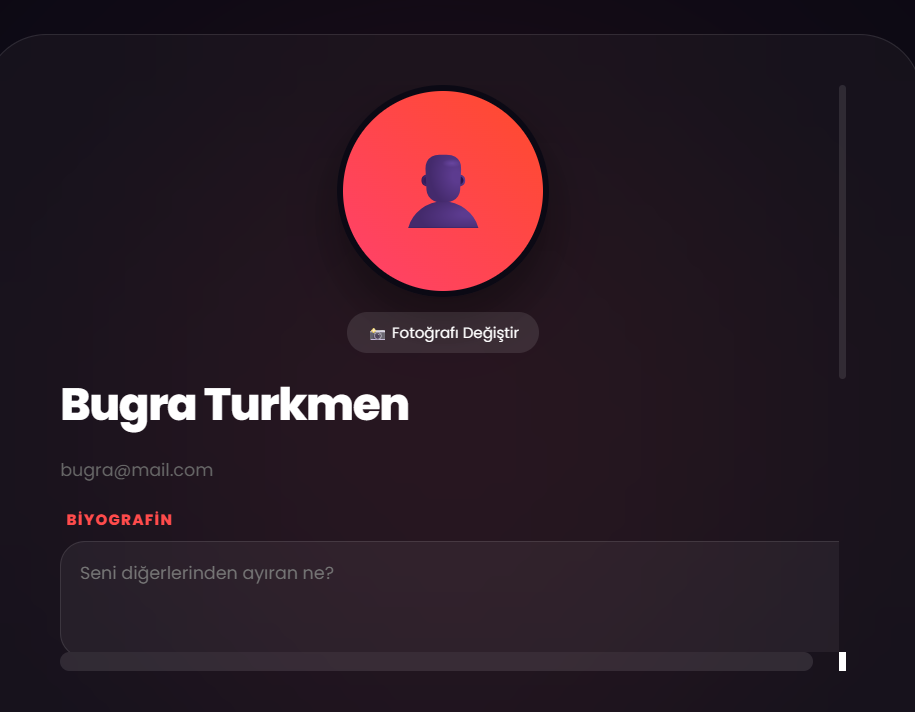 📷 Fotoğrafı Değiştir
Bugra Turkmen
bugra@mail.com
BİYOGRAFİN
Seni diğerlerinden ayıran ne?